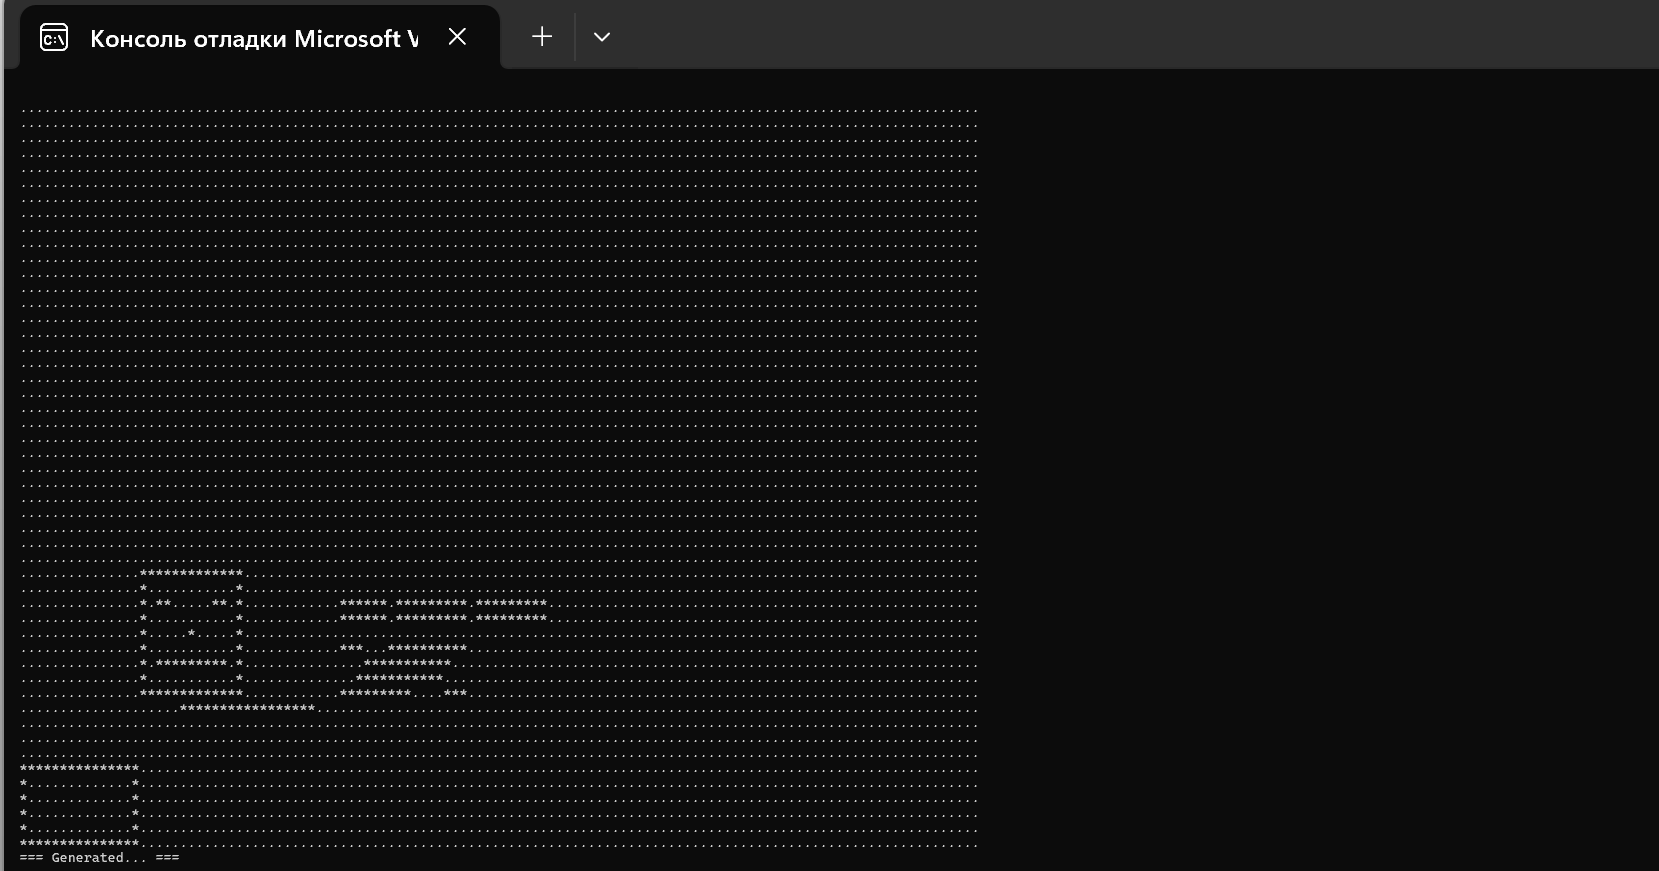 Консоль отладки Microsoft V
=== Generated... ===